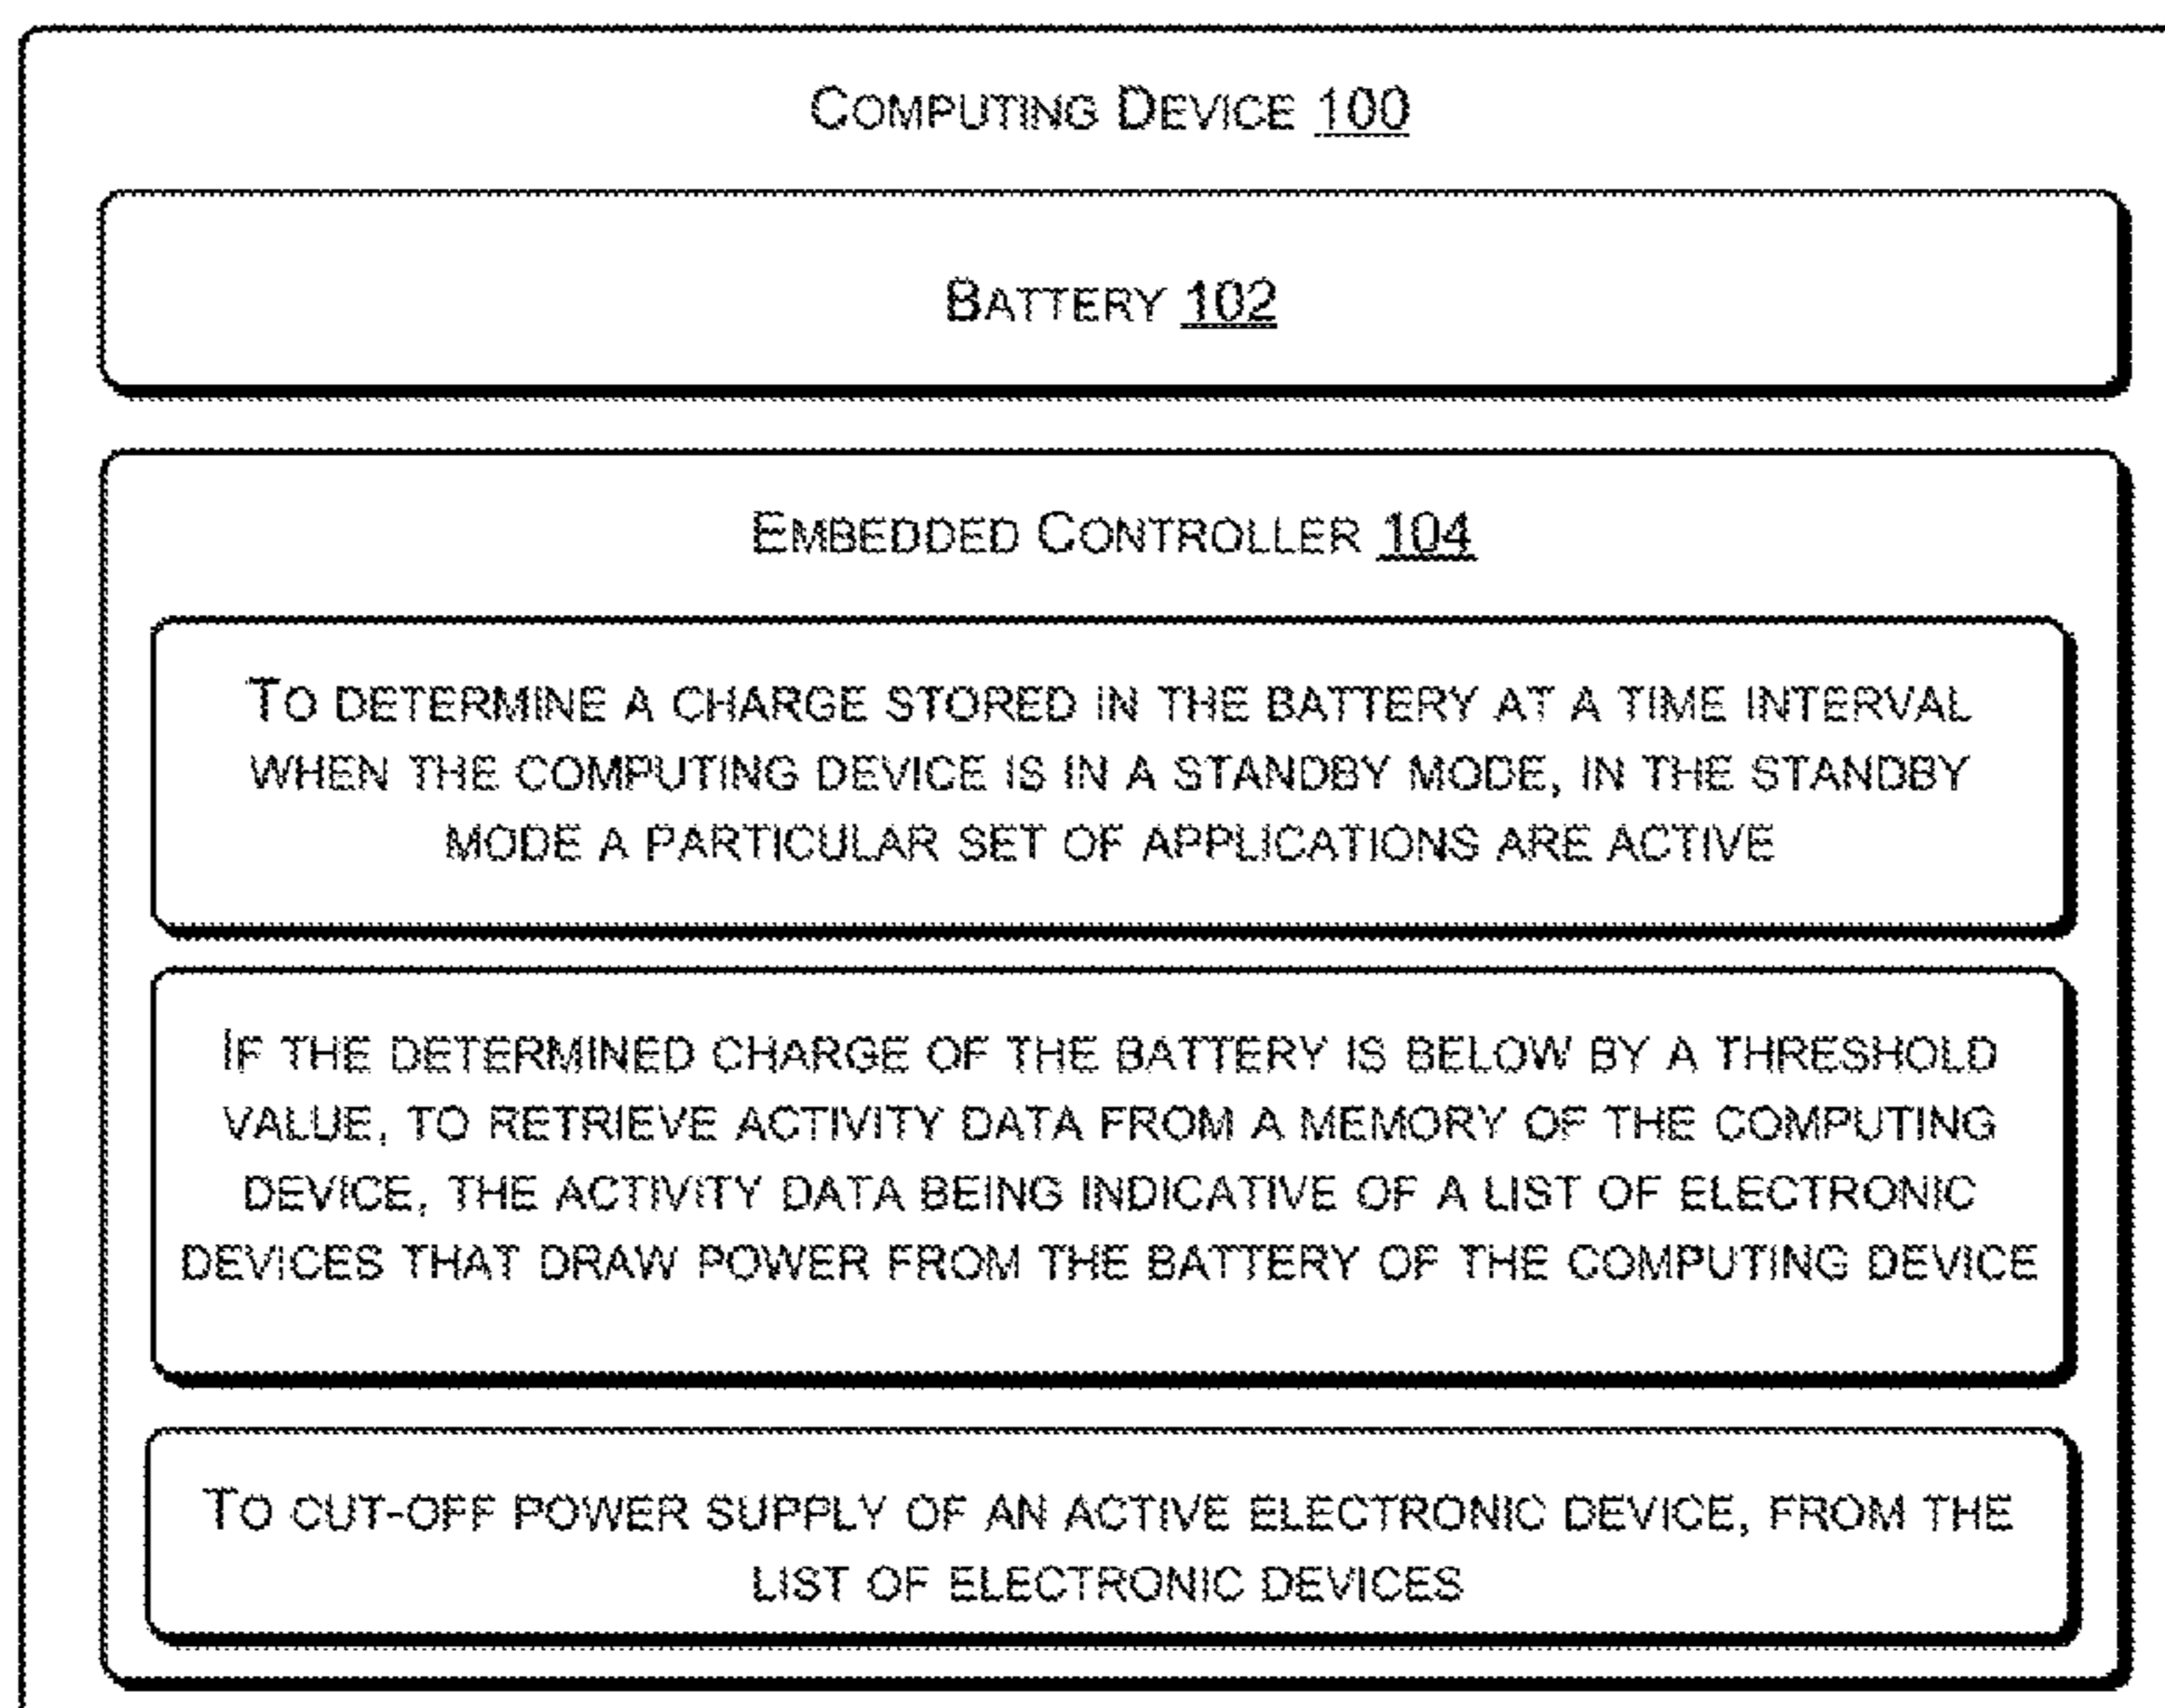 COMPUTING DEVICE 100
BATTERY 102
EMBEDDED CONTROLLER 104
TO DETERMINE A CHARGE STORED IN THE BATTERY AT A TIME INTERVAL
WHEN THE COMPUTING DEVICE IS IN A STANDBY MODE, IN THE STANDBY
MODE A PARTICULAR SET OF APPLICATIONS ARE ACTIVE
IF THE DETERMINED CHARGE OF THE BATTERY IS BELOW BY A THRESHOLD
VALUE, TO RETRIEVE ACTIVITY DATA FROM A MEMORY OF THE COMPUTING
DEVICE, THE ACTIVITY DATA BEING INDICATIVE OF A LIST OF ELECTRONIC
DEVICES THAT DRAW POWER FROM THE BATTERY OF THE COMPUTING DEVICE
TO CUT-OFF POWER SUPPLY OF AN ACTIVE ELECTRONIC DEVICE, FROM THE
LIST OF ELECTRONIC DEVICES